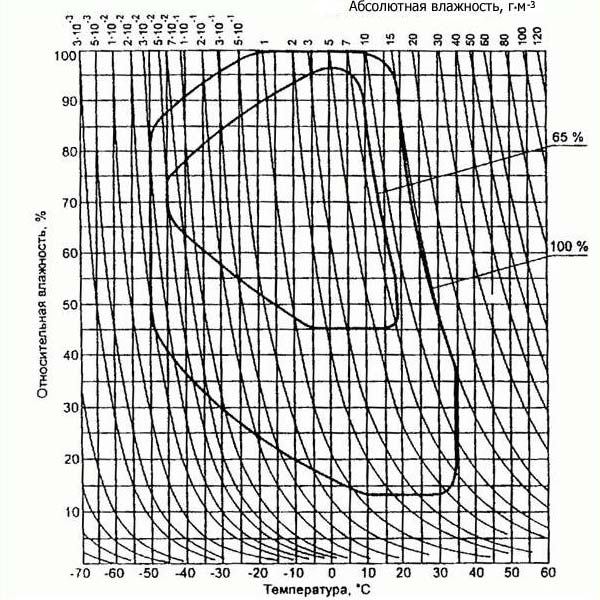 Абсолютная влажность, г·м-3
3·10⁻³ 5·10⁻³ 1·10⁻² 2·10⁻² 3·10⁻² 5·10⁻² 7·10⁻¹ 1·10⁻¹ 2·10⁻¹ 3·10⁻¹ 5·10⁻¹ 1 2 3 5 7 10 15 20 30 40 50 60 80 100 120
Относительная влажность, %
100
90
80
70
60
50
40
30
20
10
65 %
100 %
-70 -60 -50 -40 -30 -20 -10 0 10 20 30 40 50 60
Температура, °C